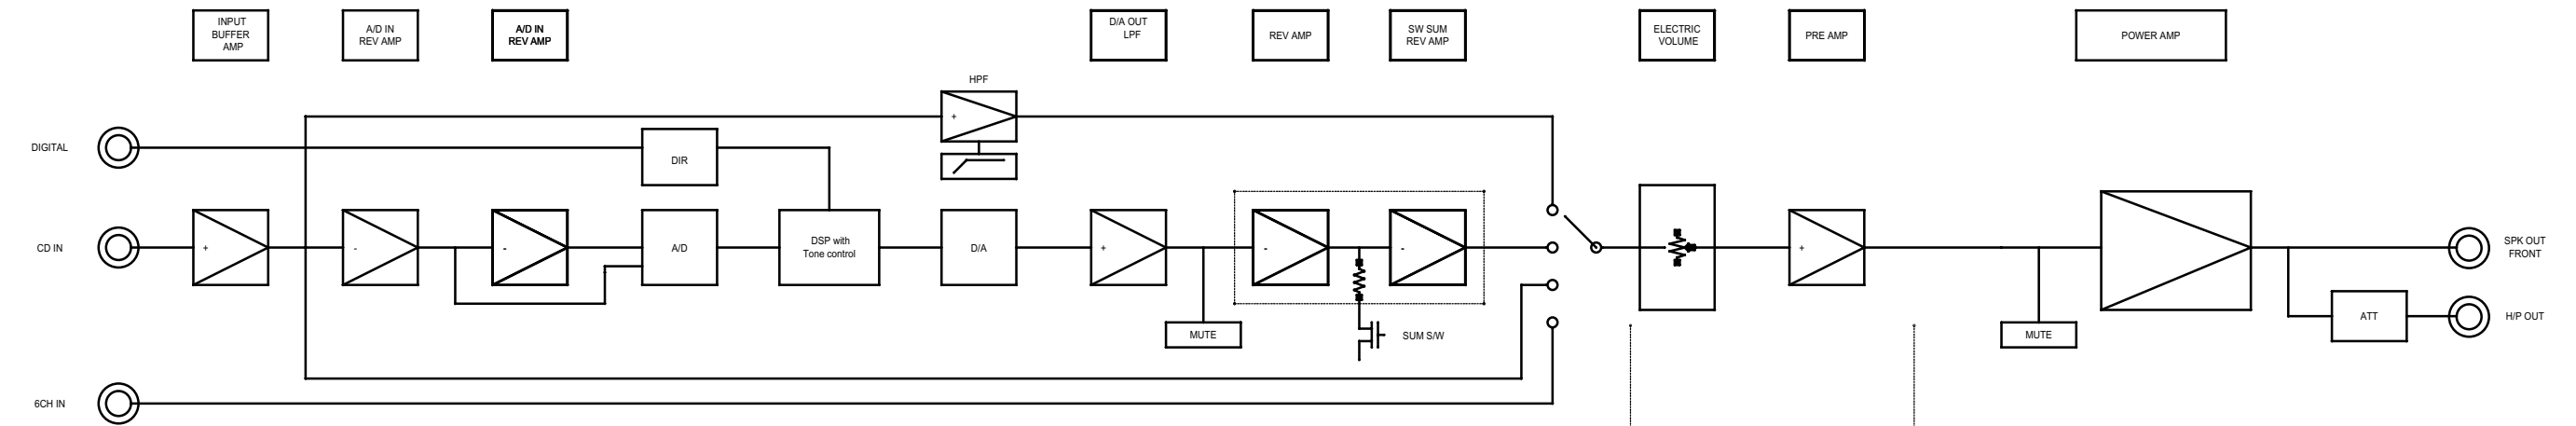 INPUT
BUFFER
AMP
A/D IN
REV AMP
A/D IN
REV AMP
D/A OUT
LPF
REV AMP
SW SUM
REV AMP
ELECTRIC
VOLUME
PRE AMP
POWER AMP
HPF
+
DIGITAL
DIR
CD IN
+
-
-
A/D
DSP with
Tone control
D/A
+
-
-
+
SPK OUT
FRONT
MUTE
SUM S/W
MUTE
ATT
H/P OUT
6CH IN